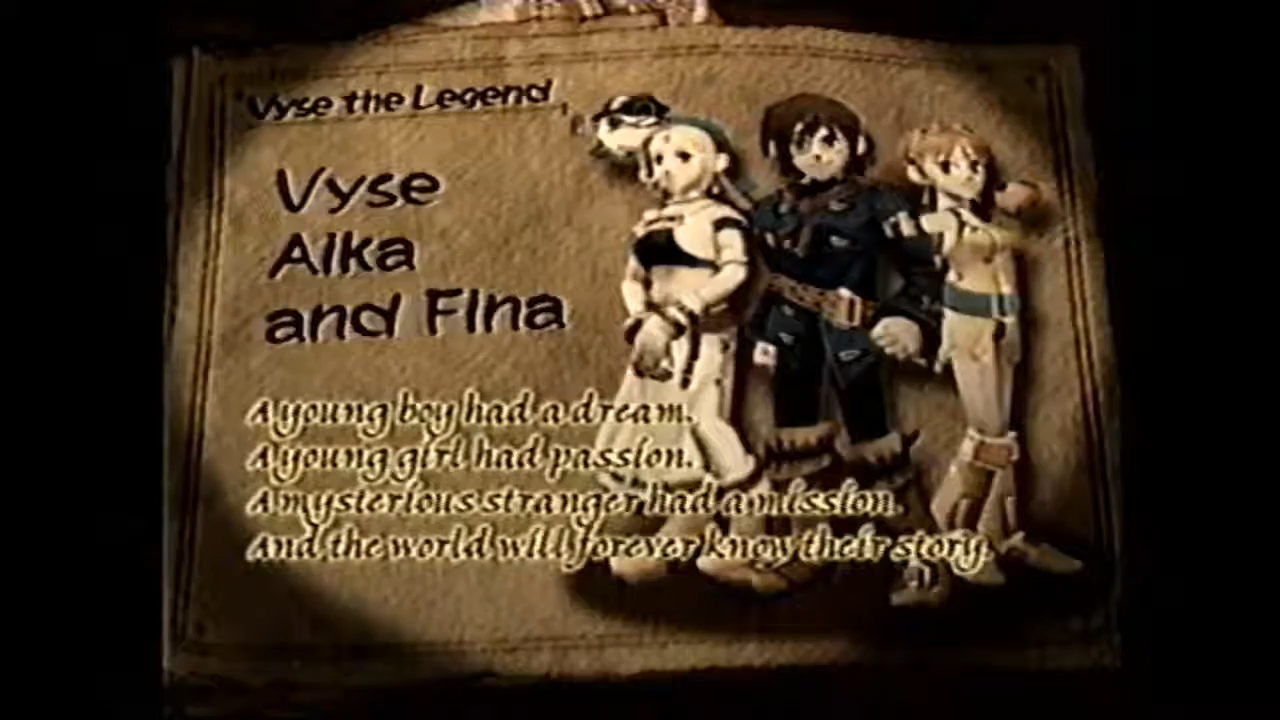 Vyse the Legend
Vyse
Aika
and Fina
A young boy had a dream.
A young girl had passion.
A mysterious stranger had a mission.
And the world will forever know their story.